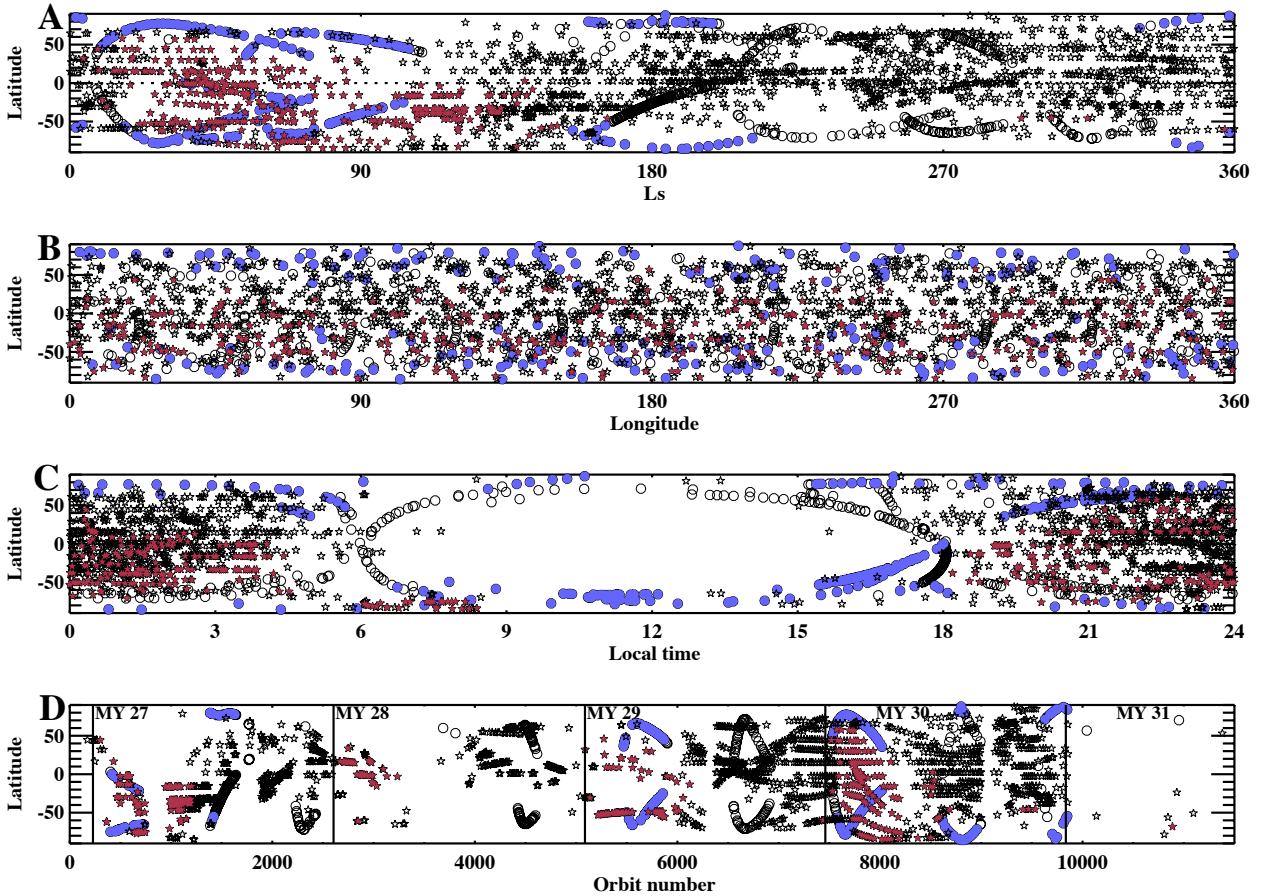 A
Latitude
50
0
-50
0 90 180 270 360
Ls
B
Latitude
50
0
-50
0 90 180 270 360
Longitude
C
Latitude
50
0
-50
0 3 6 9 12 15 18 21 24
Local time
D
MY 27 MY 28 MY 29 MY 30 MY 31
Latitude
50
0
-50
0 2000 4000 6000 8000 10000
Orbit number